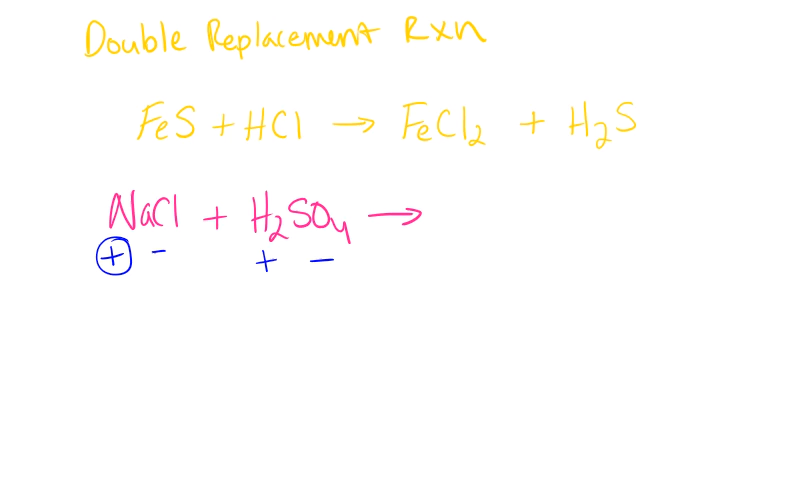 Double Replacement Rxn
FeS + HCl → FeCl₂ + H₂S
NaCl + H₂SO₄ →
+ - + -